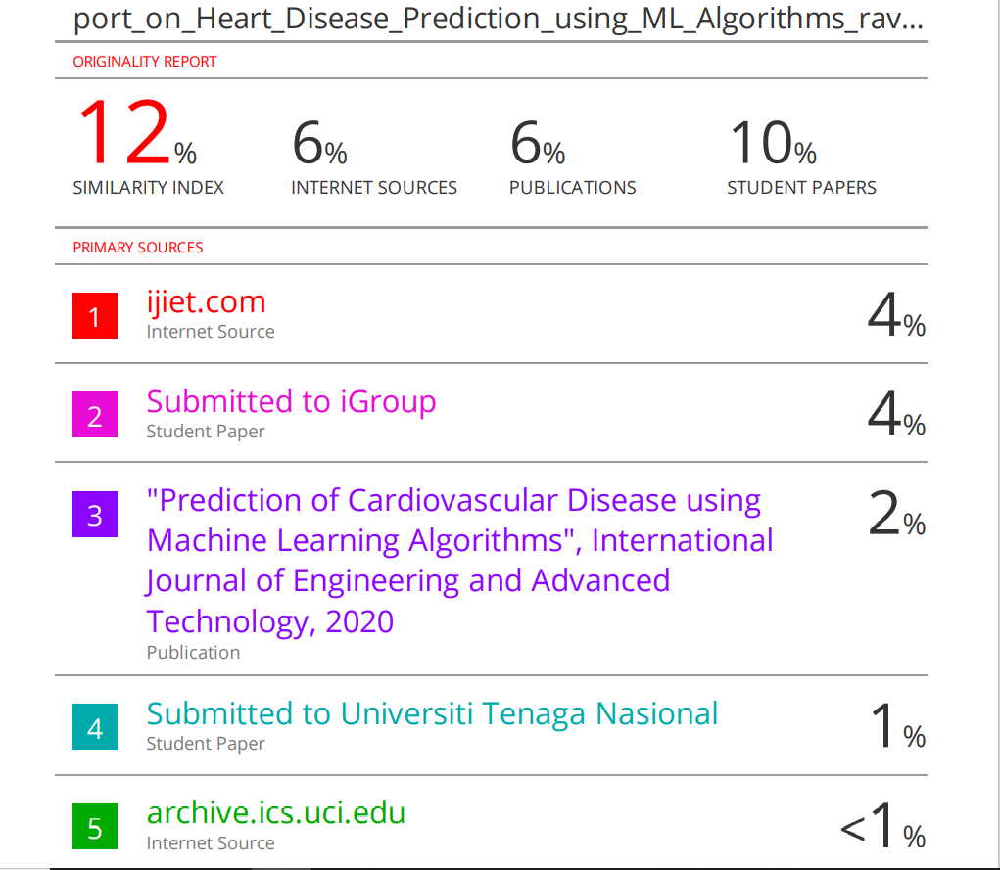 port_on_Heart_Disease_Prediction_using_ML_Algorithms_rav...
ORIGINALITY REPORT
12% 6% 6% 10%
SIMILARITY INDEX INTERNET SOURCES PUBLICATIONS STUDENT PAPERS
PRIMARY SOURCES
1 ijiet.com 4%
Internet Source
2 Submitted to iGroup 4%
Student Paper
3 "Prediction of Cardiovascular Disease using 2%
Machine Learning Algorithms", International
Journal of Engineering and Advanced
Technology, 2020
Publication
4 Submitted to Universiti Tenaga Nasional 1%
Student Paper
5 archive.ics.uci.edu <1%
Internet Source